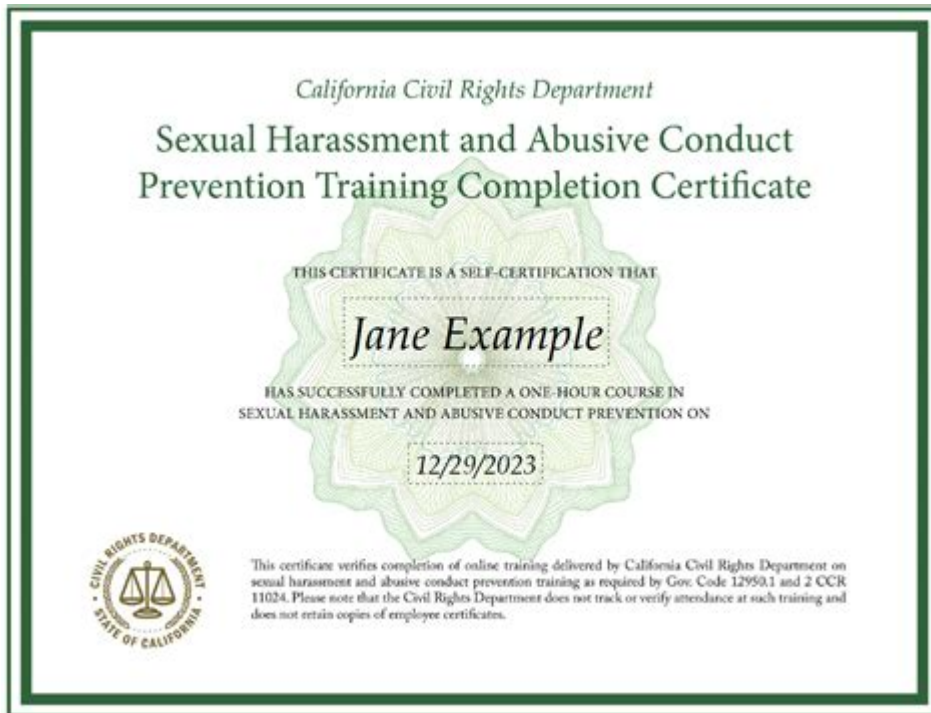 California Civil Rights Department
Sexual Harassment and Abusive Conduct
Prevention Training Completion Certificate
THIS CERTIFICATE IS A SELF-CERTIFICATION THAT
Jane Example
HAS SUCCESSFULLY COMPLETED A ONE-HOUR COURSE IN
SEXUAL HARASSMENT AND ABUSIVE CONDUCT PREVENTION ON
12/29/2023
CIVIL RIGHTS DEPARTMENT
STATE OF CALIFORNIA
This certificate verifies completion of online training delivered by California Civil Rights Department on
sexual harassment and abusive conduct prevention training as required by Gov. Code 12950.1 and 2 CCR
11024. Please note that the Civil Rights Department does not track or verify attendance at such training and
does not retain copies of employee certificates.